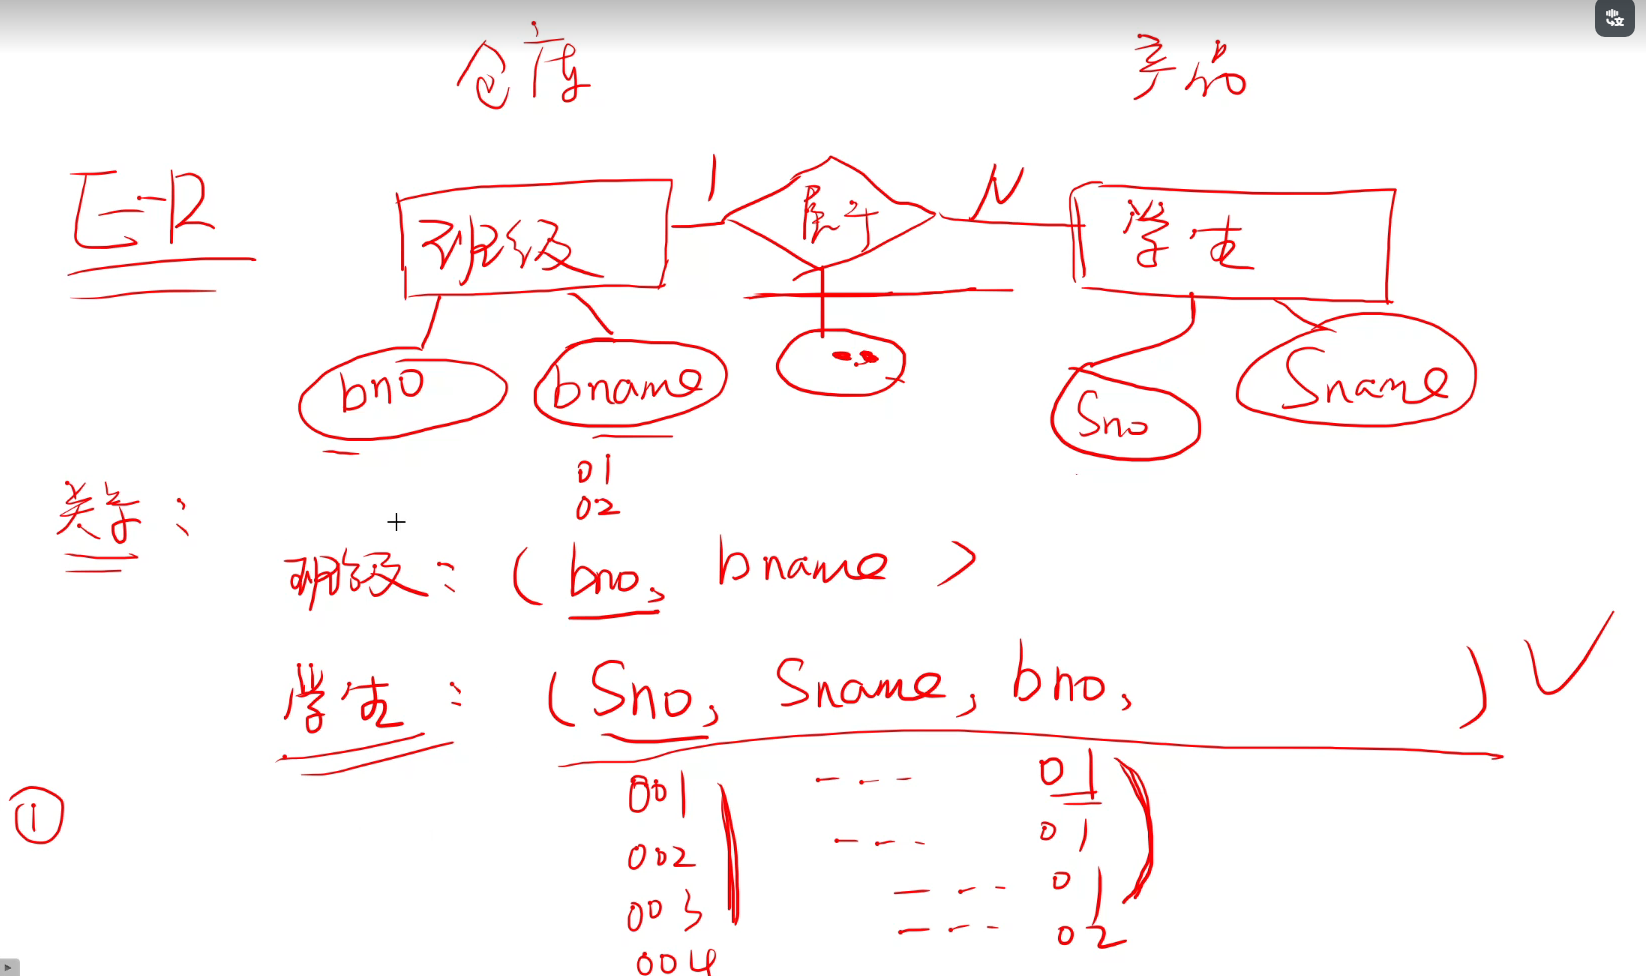 仓库 产品
E-R
班级 1 属于 N 学生
bno bname Sno Sname
01
02
关系：
班级：(bno, bname)
学生：(Sno, Sname, bno, )
001 --- 01
002 --- 01
003 --- 01
004 --- 02
①